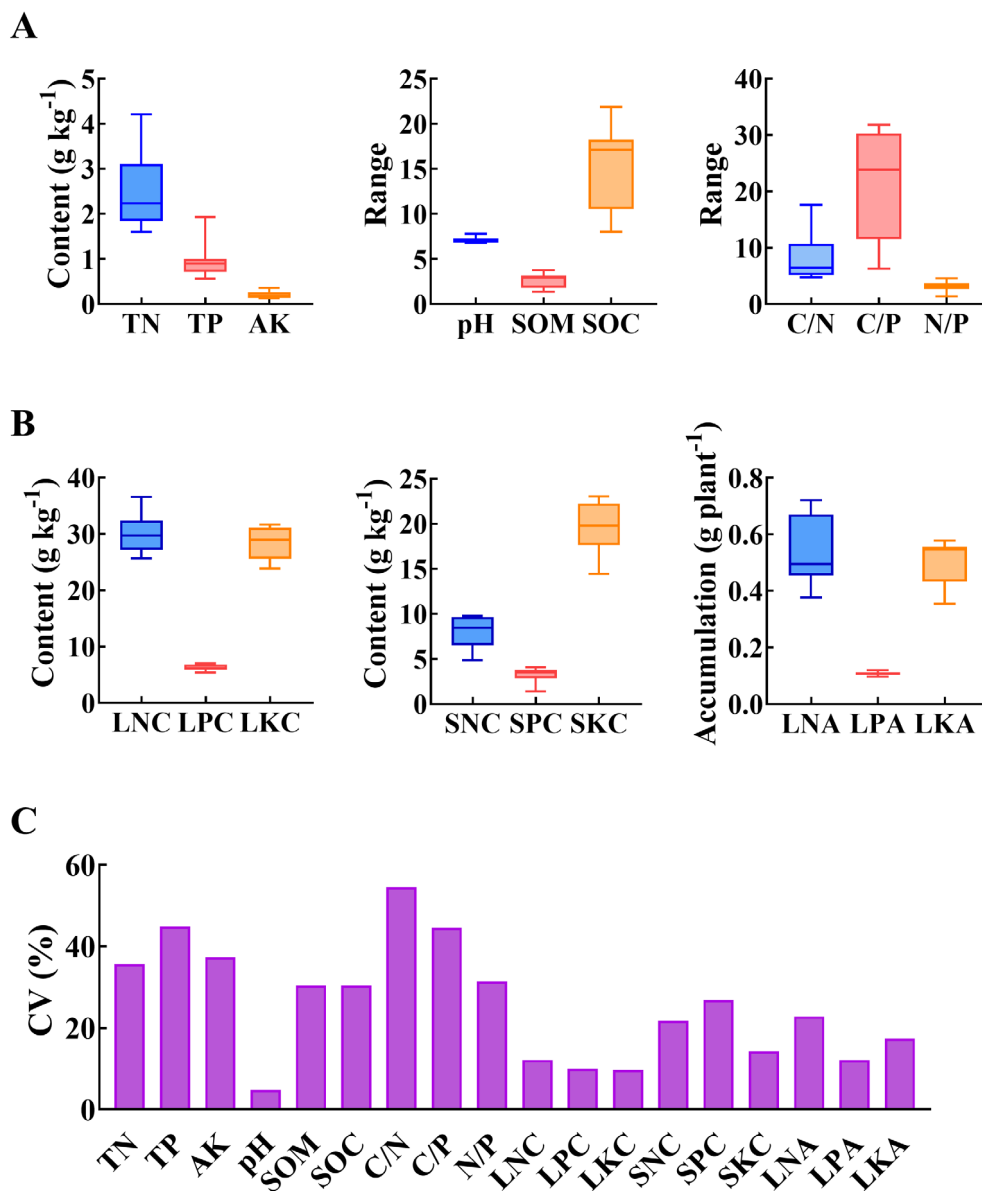 A
Content (g kg⁻¹)
5
4
3
2
1
0
TN TP AK
Range
25
20
15
10
5
0
pH SOM SOC
Range
40
30
20
10
0
C/N C/P N/P
B
Content (g kg⁻¹)
40
30
20
10
0
LNC LPC LKC
Content (g kg⁻¹)
25
20
15
10
5
0
SNC SPC SKC
Accumulation (g plant⁻¹)
0.8
0.6
0.4
0.2
0.0
LNA LPA LKA
C
CV (%)
60
40
20
0
TN TP AK pH SOM SOC C/N C/P N/P LNC LPC LKC SNC SPC SKC LNA LPA LKA